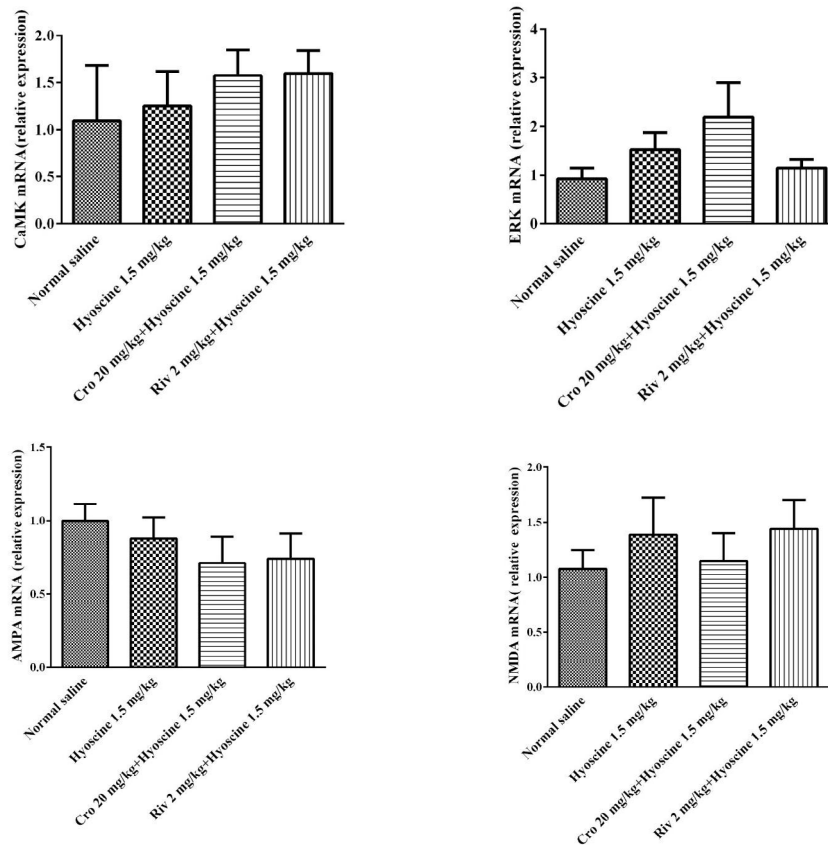 CaMK mRNA(relative expression)
2.0
1.5
1.0
0.5
0.0
Normal saline
Hyoscine 1.5 mg/kg
Cro 20 mg/kg+Hyoscine 1.5 mg/kg
Riv 2 mg/kg+Hyoscine 1.5 mg/kg
ERK mRNA (relative expression)
4
3
2
1
0
Normal saline
Hyoscine 1.5 mg/kg
Cro 20 mg/kg+Hyoscine 1.5 mg/kg
Riv 2 mg/kg+Hyoscine 1.5 mg/kg
AMPA mRNA (relative expression)
1.5
1.0
0.5
0.0
Normal saline
Hyoscine 1.5 mg/kg
Cro 20 mg/kg+Hyoscine 1.5 mg/kg
Riv 2 mg/kg+Hyoscine 1.5 mg/kg
NMDA mRNA( relative expression)
2.0
1.5
1.0
0.5
0.0
Normal saline
Hyoscine 1.5 mg/kg
Cro 20 mg/kg+Hyoscine 1.5 mg/kg
Riv 2 mg/kg+Hyoscine 1.5 mg/kg